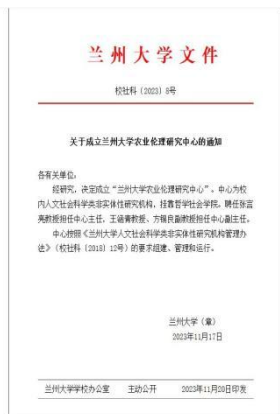 兰州大学文件
校社科〔2023〕8号
关于成立兰州大学农业伦理研究中心的通知
各有关单位：
经研究，决定成立“兰州大学农业伦理研究中心”。中心为校
内人文社会科学类非实体性研究机构，挂靠哲学社会学院。聘任张言
亮教授担任中心主任，王涵青教授、方锡良副教授担任中心副主任。
中心按照《兰州大学人文社会科学类非实体性研究机构管理办
法》（校社科〔2018〕12号）的要求组建、管理和运行。
兰州大学（章）
2023年11月17日
兰州大学学校办公室 主动公开 2023年11月20日印发